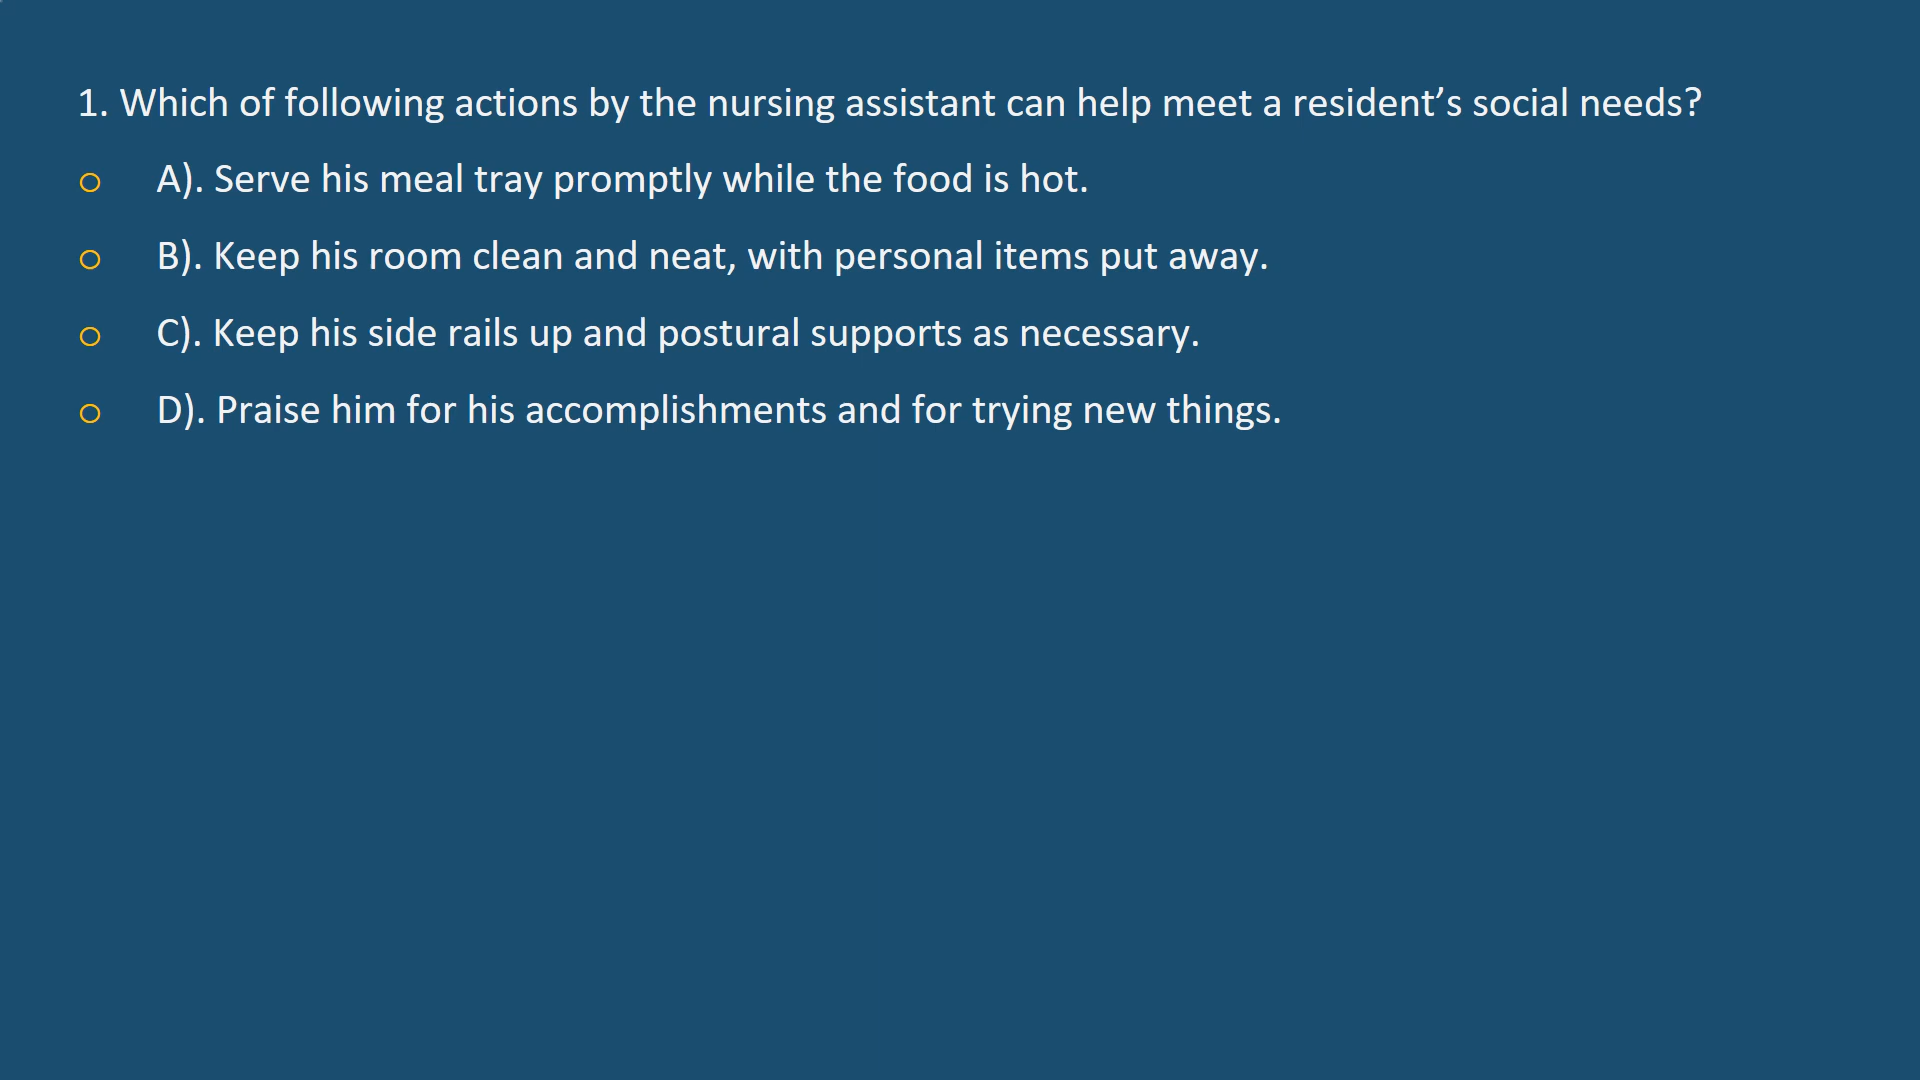 1. Which of following actions by the nursing assistant can help meet a resident’s social needs?
o A). Serve his meal tray promptly while the food is hot.
o B). Keep his room clean and neat, with personal items put away.
o C). Keep his side rails up and postural supports as necessary.
o D). Praise him for his accomplishments and for trying new things.